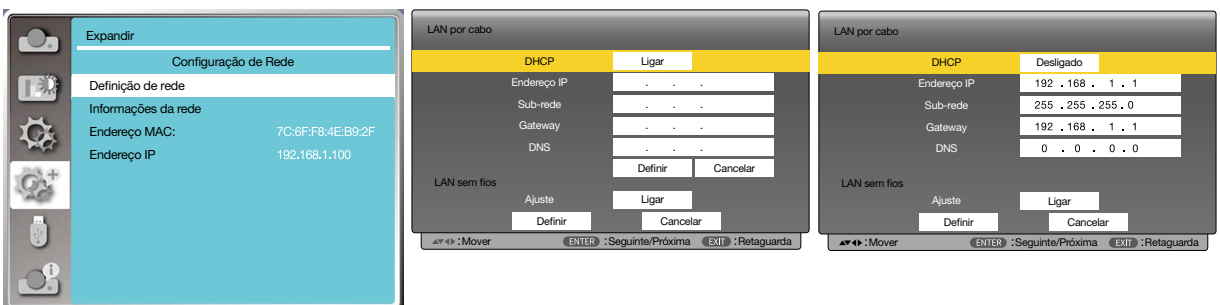 Expandir
Configuração de Rede
Definição de rede
Informações da rede
Endereço MAC: 7C:6F:F8:4E:B9:2F
Endereço IP 192.168.1.100
LAN por cabo
DHCP Ligar
Endereço IP . . .
Sub-rede . . .
Gateway . . .
DNS . . .
Definir Cancelar
LAN sem fios
Ajuste Ligar
Definir Cancelar
:Mover ENTER :Seguinte/Próxima EXIT :Retaguarda
LAN por cabo
DHCP Desligado
Endereço IP 192 . 168 . 1 . 1
Sub-rede 255 . 255 . 255 . 0
Gateway 192 . 168 . 1 . 1
DNS 0 . 0 . 0 . 0
LAN sem fios
Ajuste Ligar
Definir Cancelar
:Mover ENTER :Seguinte/Próxima EXIT :Retaguarda